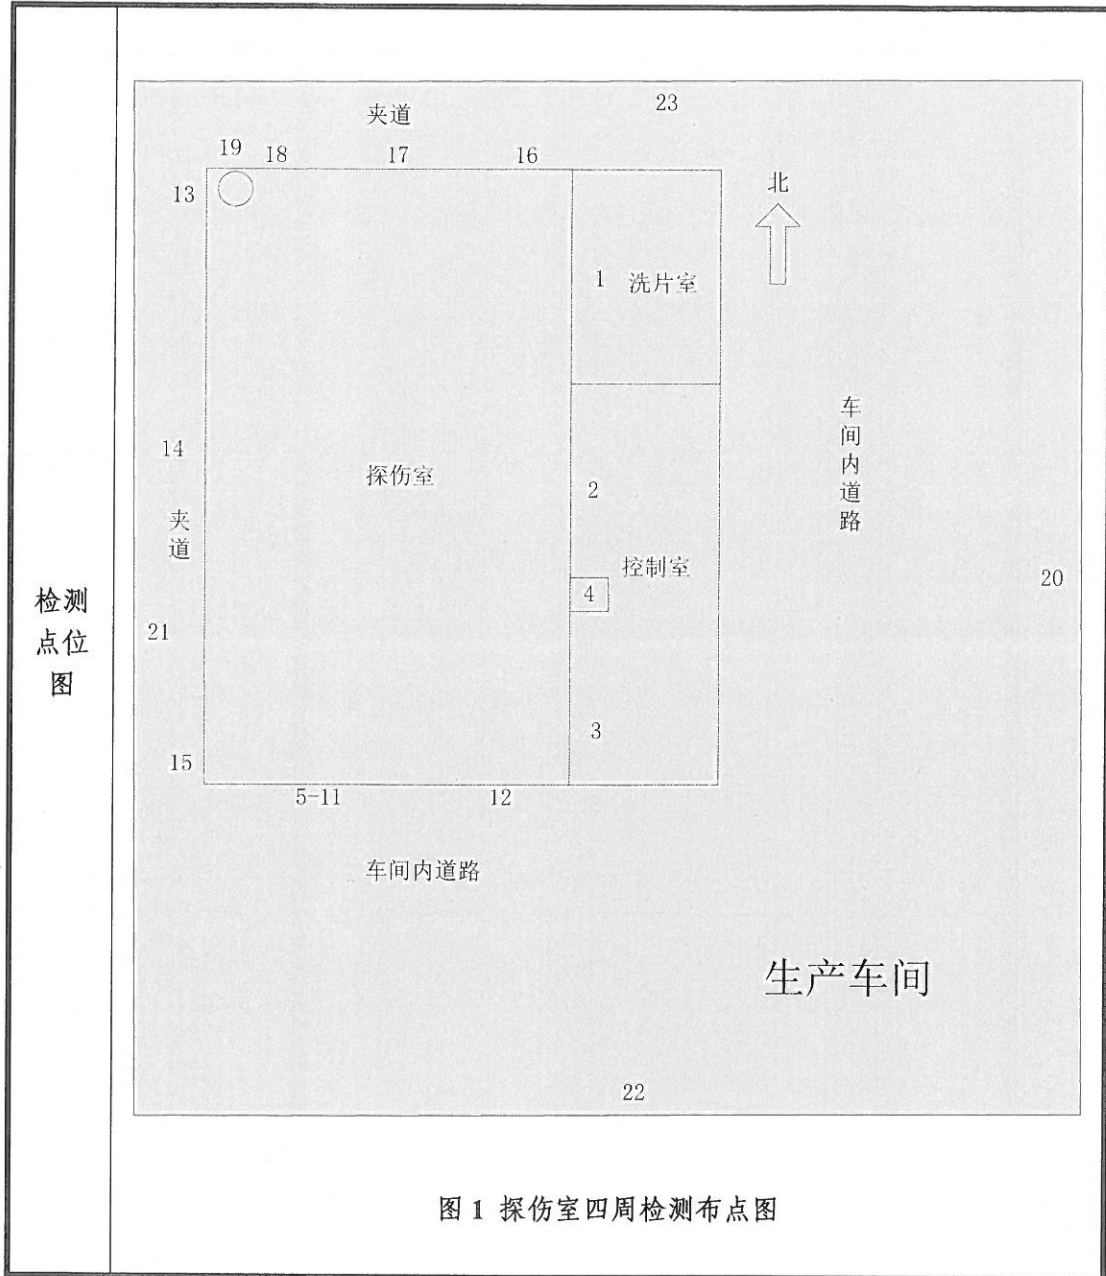 检测
点位
图
夹道
23
19
18
17
16
13
北
1
洗片室
车间内道路
14
探伤室
2
夹道
控制室
4
20
21
3
15
5-11
12
车间内道路
生产车间
22
图 1 探伤室四周检测布点图